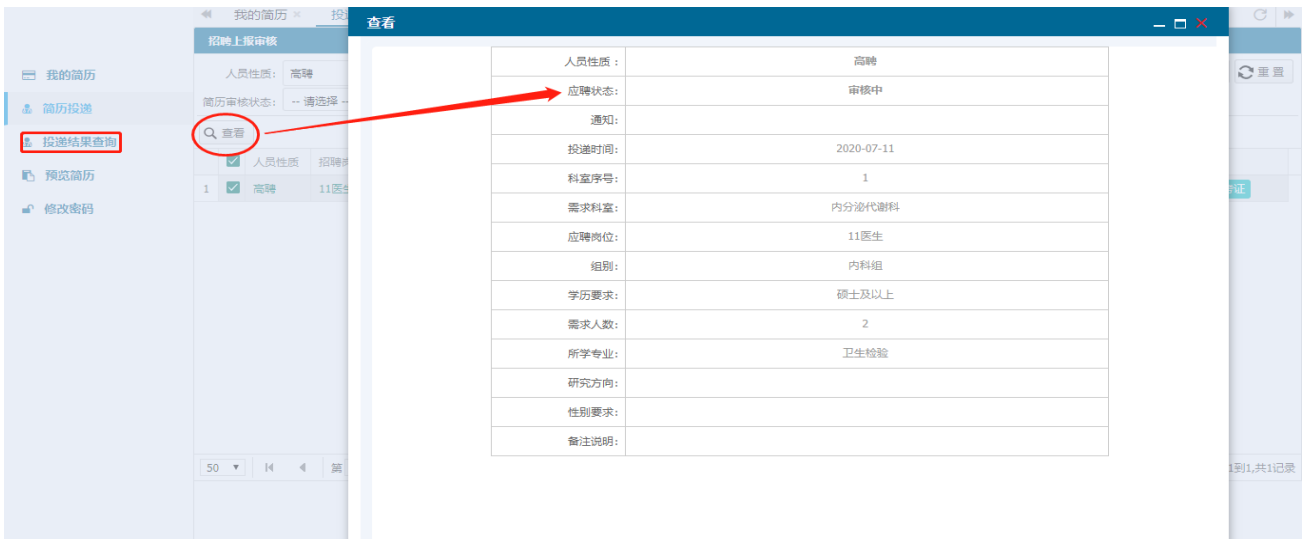 我的简历 投递
查看
招聘上报审核
我的简历
人员性质: 高聘
重置
简历投递
简历审核状态: -- 请选择 --
投递结果查询
查看
预览简历
人员性质 招聘岗
修改密码
1 高聘 11医生
证
人员性质： 高聘
应聘状态: 审核中
通知:
投递时间: 2020-07-11
科室序号: 1
需求科室: 内分泌代谢科
应聘岗位: 11医生
组别: 内科组
学历要求: 硕士及以上
需求人数: 2
所学专业: 卫生检验
研究方向:
性别要求:
备注说明:
50 第
1到1,共1记录